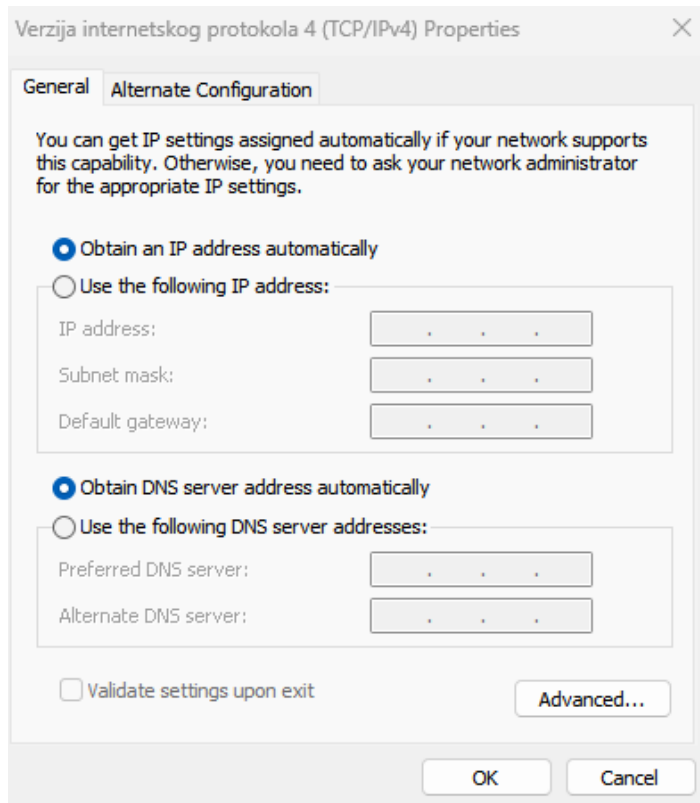 Verzija internetskog protokola 4 (TCP/IPv4) Properties
General
Alternate Configuration
You can get IP settings assigned automatically if your network supports
this capability. Otherwise, you need to ask your network administrator
for the appropriate IP settings.
Obtain an IP address automatically
Use the following IP address:
IP address:
Subnet mask:
Default gateway:
Obtain DNS server address automatically
Use the following DNS server addresses:
Preferred DNS server:
Alternate DNS server:
Validate settings upon exit
Advanced...
OK
Cancel